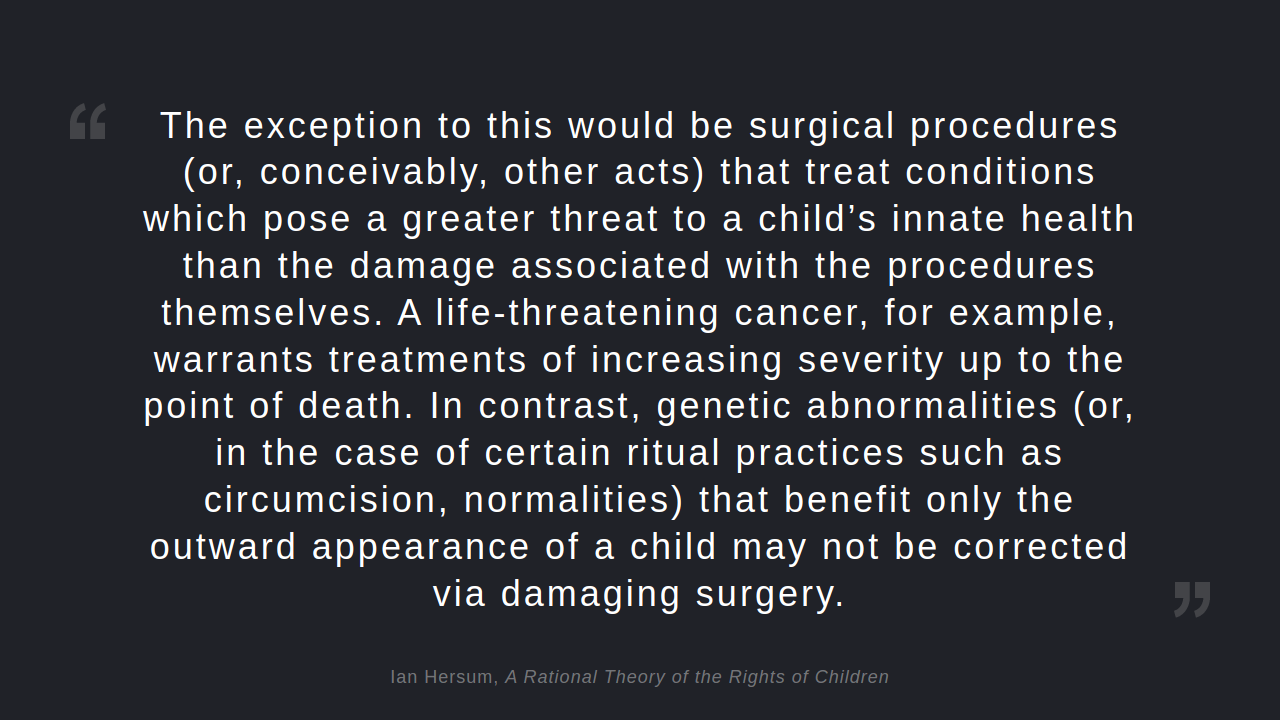 “
The exception to this would be surgical procedures
(or, conceivably, other acts) that treat conditions
which pose a greater threat to a child’s innate health
than the damage associated with the procedures
themselves. A life-threatening cancer, for example,
warrants treatments of increasing severity up to the
point of death. In contrast, genetic abnormalities (or,
in the case of certain ritual practices such as
circumcision, normalities) that benefit only the
outward appearance of a child may not be corrected
via damaging surgery.
”
Ian Hersum, A Rational Theory of the Rights of Children